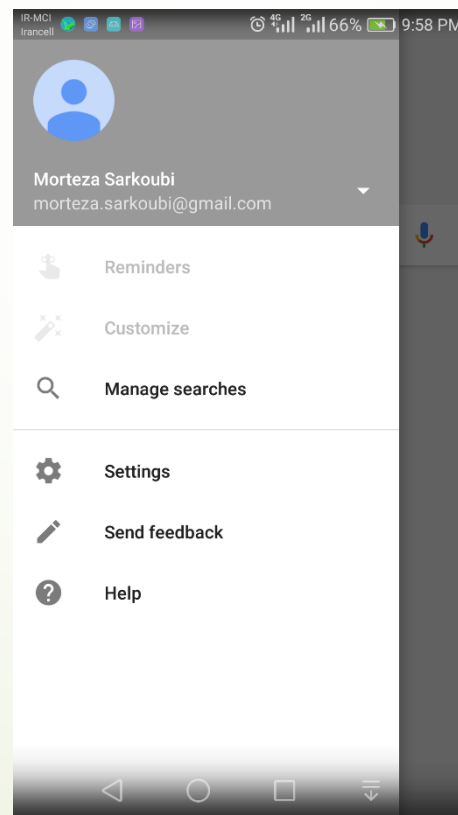 IR-MCI
Irancell
4G 2G 66% 9:58 PM
Morteza Sarkoubi
morteza.sarkoubi@gmail.com
Reminders
Customize
Manage searches
Settings
Send feedback
Help